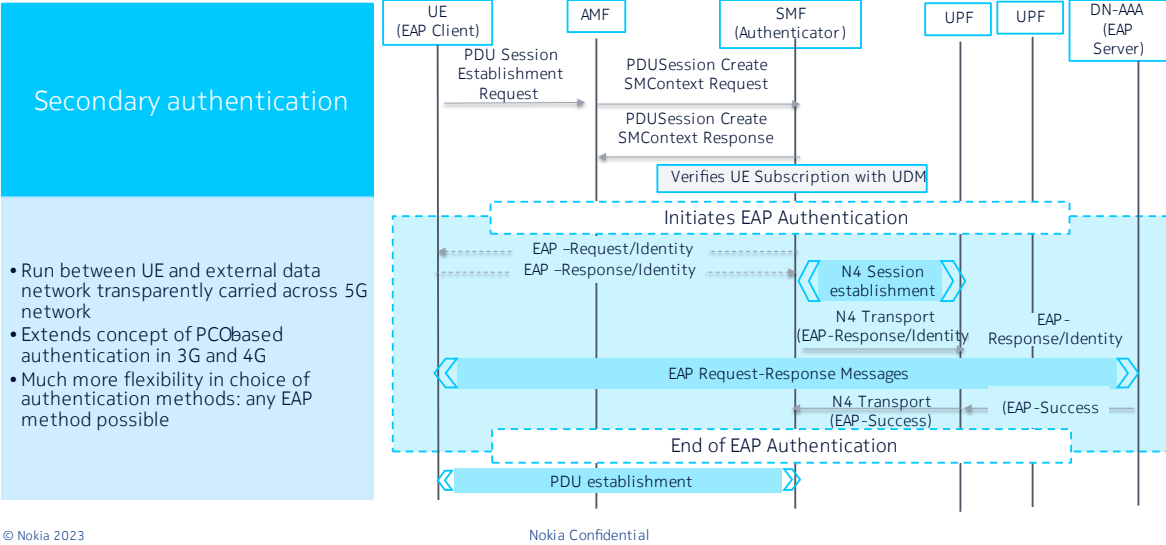 Secondary authentication
• Run between UE and external data
network transparently carried across 5G
network
• Extends concept of PCO-based
authentication in 3G and 4G
• Much more flexibility in choice of
authentication methods: any EAP
method possible
UE
(EAP Client)
AMF
SMF
(Authenticator)
UPF
UPF
DN-AAA
(EAP
Server)
PDU Session
Establishment
Request
PDUSession Create
SMContext Request
PDUSession Create
SMContext Response
Verifies UE Subscription with UDM
Initiates EAP Authentication
EAP –Request/Identity
EAP –Response/Identity
N4 Session
establishment
N4 Transport
(EAP-Response/Identity
EAP-
Response/Identity
EAP Request-Response Messages
N4 Transport
(EAP-Success)
(EAP-Success
End of EAP Authentication
PDU establishment
© Nokia 2023
Nokia Confidential